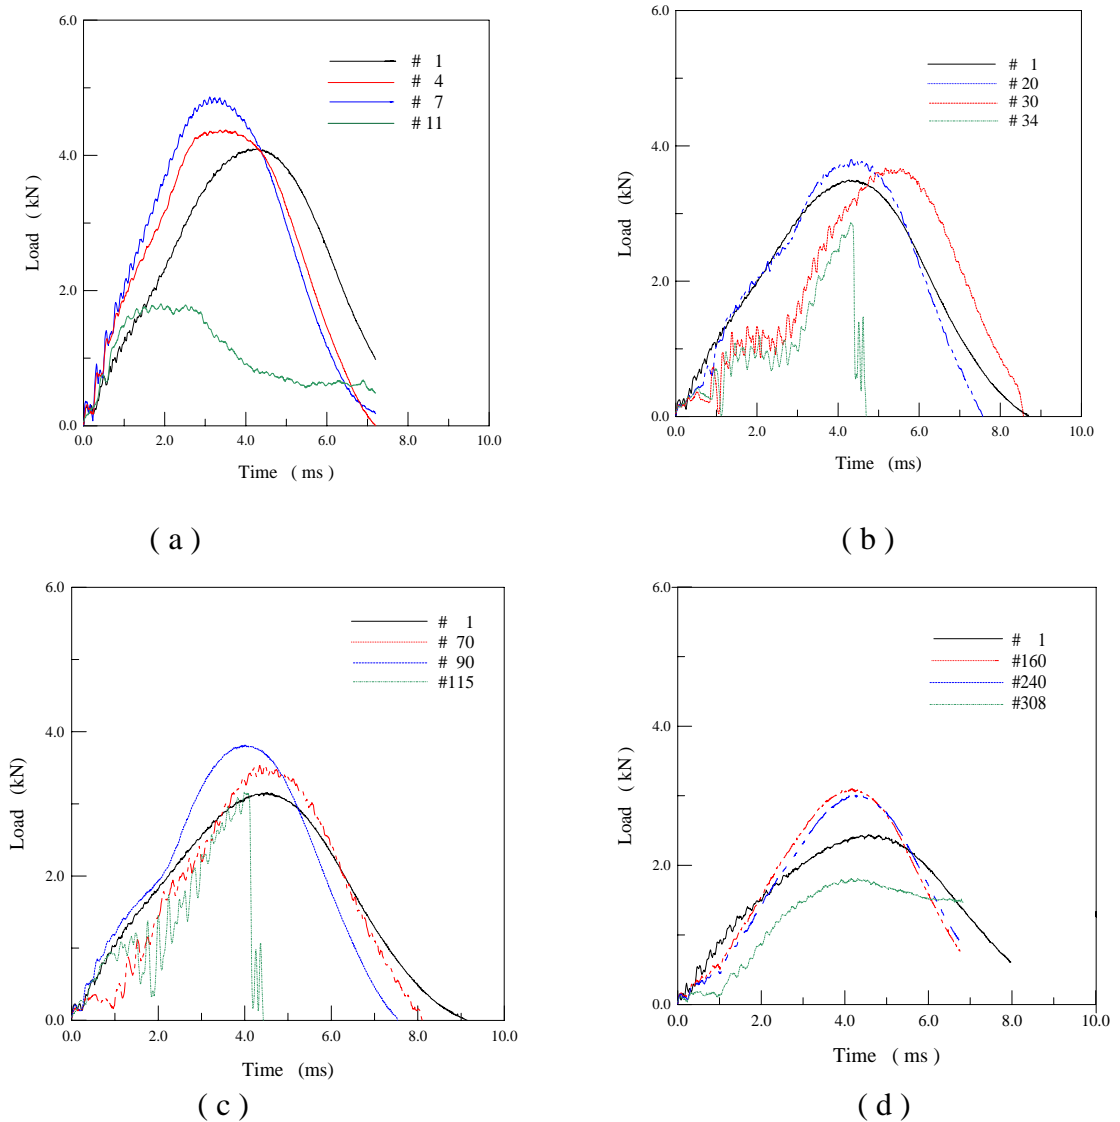 6.0
4.0
2.0
0.0
Load ( kN )
0.0 2.0 4.0 6.0 8.0 10.0
Time ( ms )
# 1
# 4
# 7
# 11
( a )
6.0
4.0
2.0
0.0
Load (kN)
0.0 2.0 4.0 6.0 8.0 10.0
Time (ms)
# 1
# 20
# 30
# 34
( b )
6.0
4.0
2.0
0.0
Load (kN)
0.0 2.0 4.0 6.0 8.0 10.0
Time (ms)
# 1
# 70
# 90
#115
( c )
6.0
4.0
2.0
0.0
Load ( kN )
0.0 2.0 4.0 6.0 8.0 10.0
Time ( ms )
# 1
#160
#240
#308
( d )